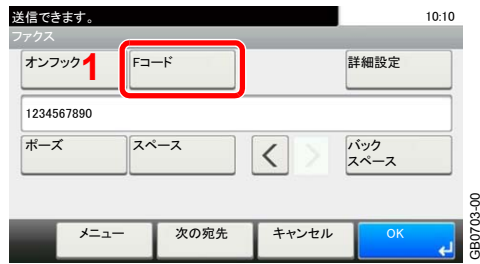 送信できます。 10:10
ファクス
オンフック 1 Fコード 詳細設定
1234567890
ポーズ スペース バック
スペース
メニュー 次の宛先 キャンセル OK
GB0703-00